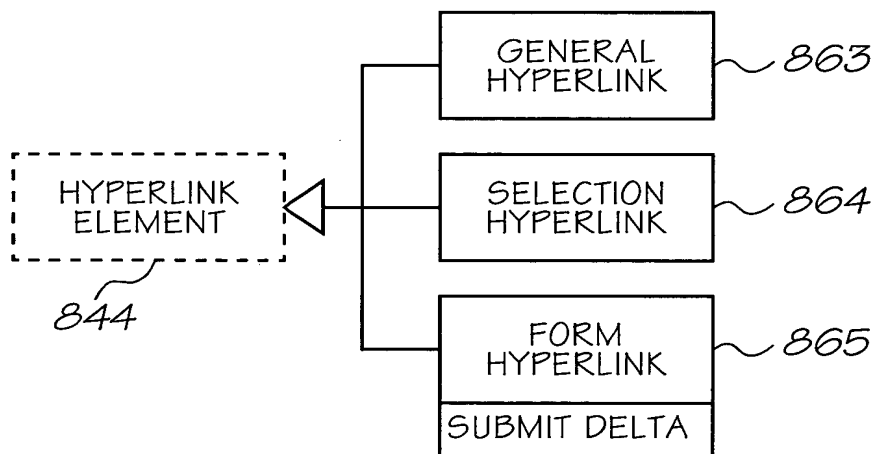 GENERAL
HYPERLINK
863
HYPERLINK
ELEMENT
844
SELECTION
HYPERLINK
864
FORM
HYPERLINK
865
SUBMIT DELTA